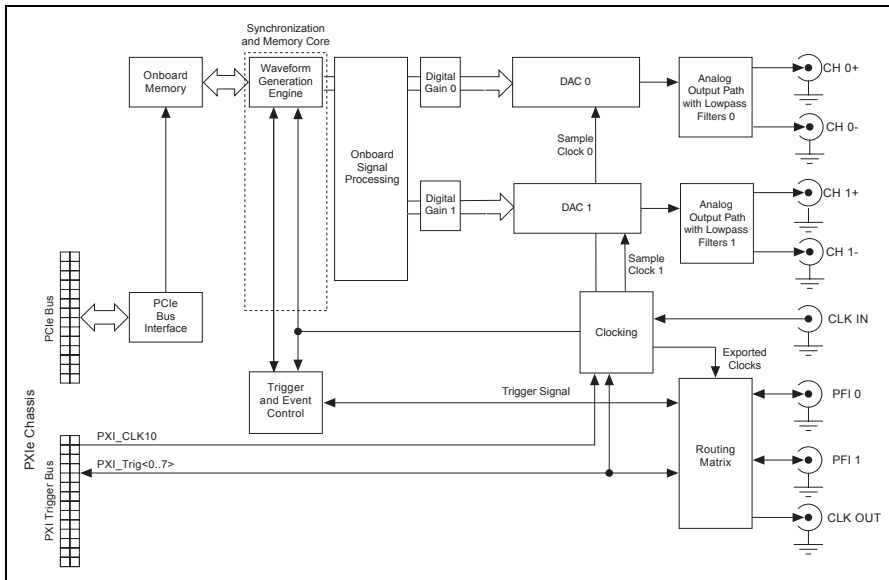 Synchronization
and Memory Core
Onboard
Memory
Waveform
Generation
Engine
Onboard
Signal
Processing
Digital
Gain 0
DAC 0
Analog
Output Path
with Lowpass
Filters 0
CH 0+
CH 0-
Sample
Clock 0
Digital
Gain 1
DAC 1
Analog
Output Path
with Lowpass
Filters 1
CH 1+
CH 1-
Sample
Clock 1
PCIe Bus
PCIe
Bus
Interface
Clocking
CLK IN
Exported
Clocks
Trigger
and Event
Control
Trigger Signal
Routing
Matrix
PFI 0
PFI 1
CLK OUT
PXIe Chassis
PXI Trigger Bus
PXI_CLK10
PXI_Trig<0..7>